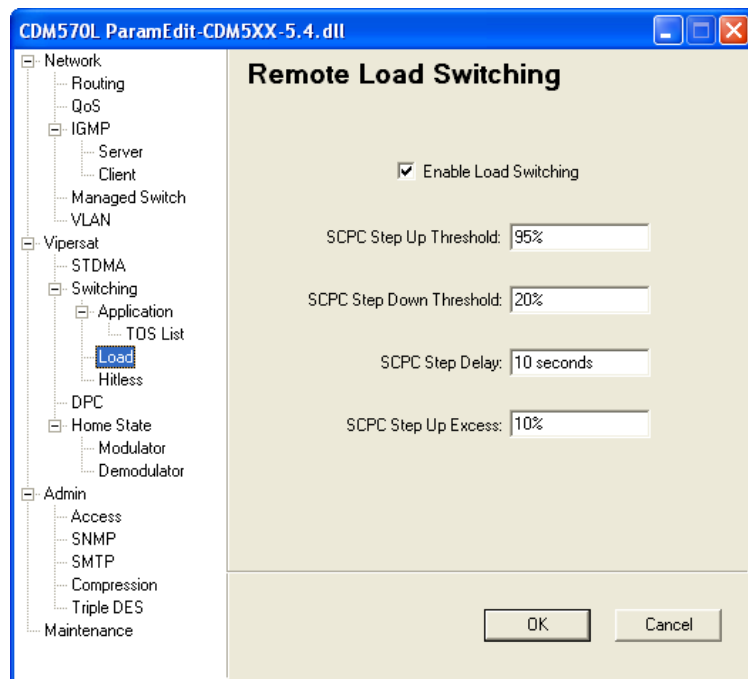 CDM570L ParamEdit-CDM5XX-5.4.dll
Network
Routing
QoS
IGMP
Server
Client
Managed Switch
VLAN
Vipersat
STDMA
Switching
Application
TOS List
Load
Hitless
DPC
Home State
Modulator
Demodulator
Admin
Access
SNMP
SMTP
Compression
Triple DES
Maintenance
Remote Load Switching
Enable Load Switching
SCPC Step Up Threshold: 95%
SCPC Step Down Threshold: 20%
SCPC Step Delay: 10 seconds
SCPC Step Up Excess: 10%
OK Cancel